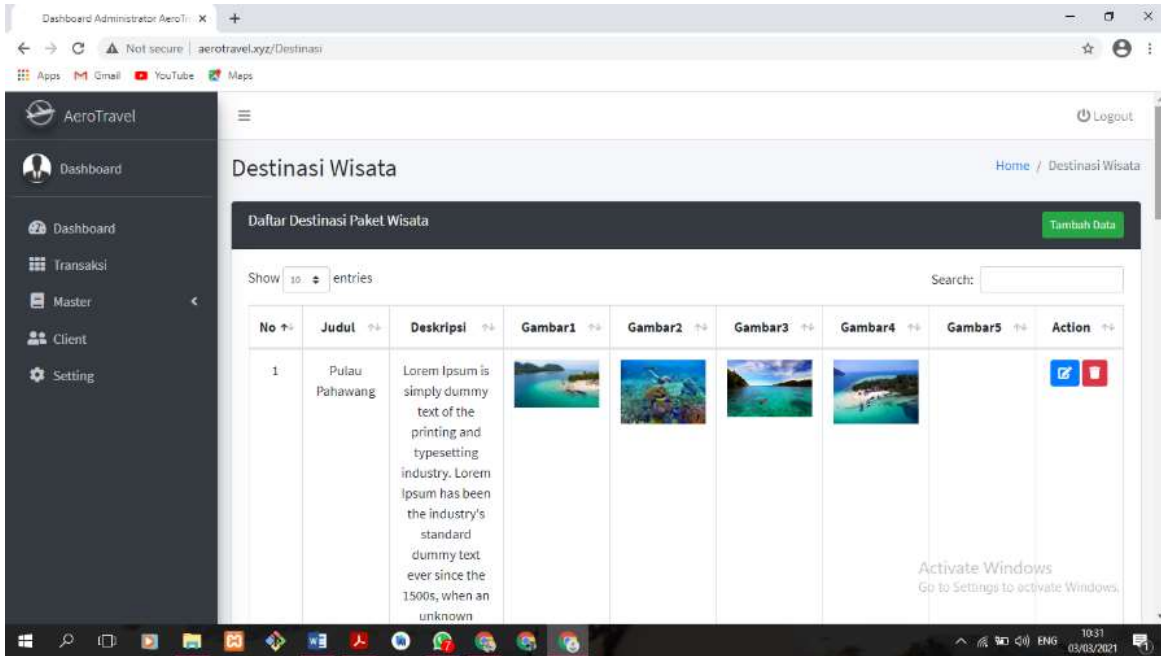 Dashboard Administrator AeroTr
Not secure | aerotravel.xyz/Destinasi
Apps Gmail YouTube Maps
AeroTravel
Logout
Dashboard
Destinasi Wisata
Home / Destinasi Wisata
Daftar Destinasi Paket Wisata
Tambah Data
Dashboard
Transaksi
Master
Client
Setting
Show 10 entries
Search:
No Judul Deskripsi Gambar1 Gambar2 Gambar3 Gambar4 Gambar5 Action
1
Pulau
Pahawang
Lorem Ipsum is
simply dummy
text of the
printing and
typesetting
industry. Lorem
Ipsum has been
the industry's
standard
dummy text
ever since the
1500s, when an
unknown
Activate Windows
Go to Settings to activate Windows.
ENG
10:31
03/03/2021